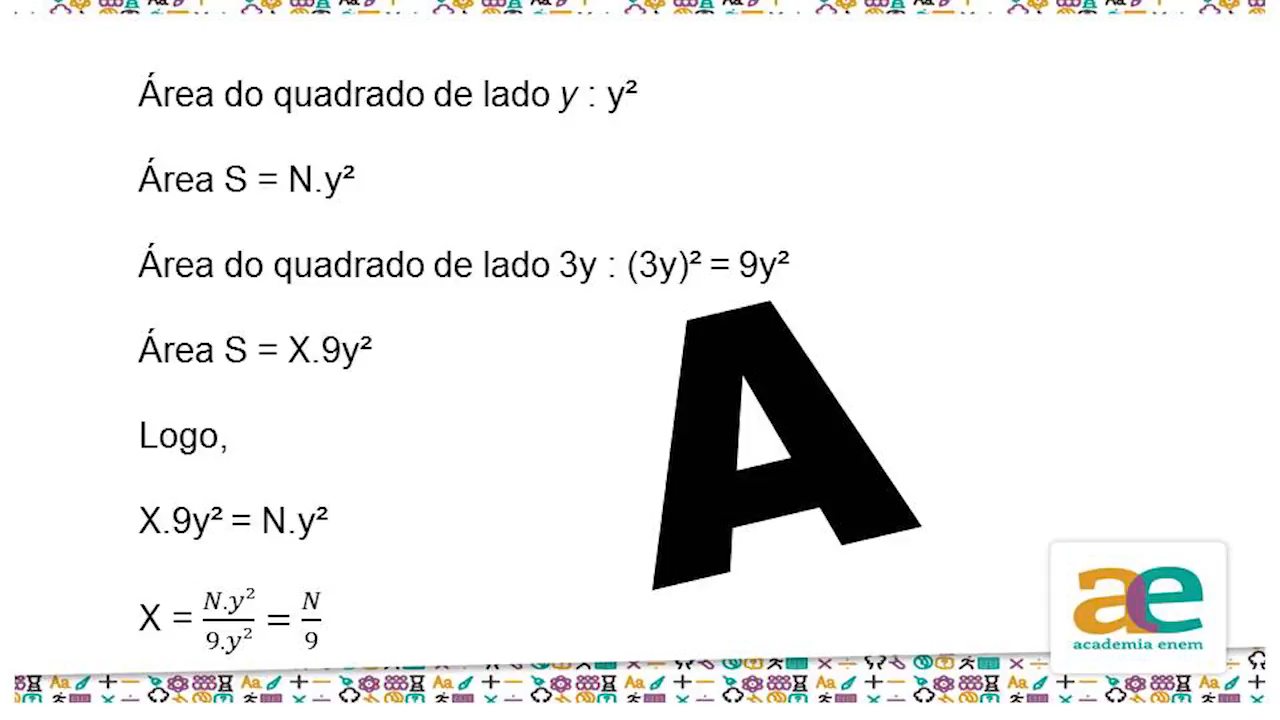 Área do quadrado de lado y : y²
Área S = N.y²
Área do quadrado de lado 3y : (3y)² = 9y²
Área S = X.9y²
Logo,
X.9y² = N.y²
X = N.y²/9.y² = N/9
A
ae
academia enem